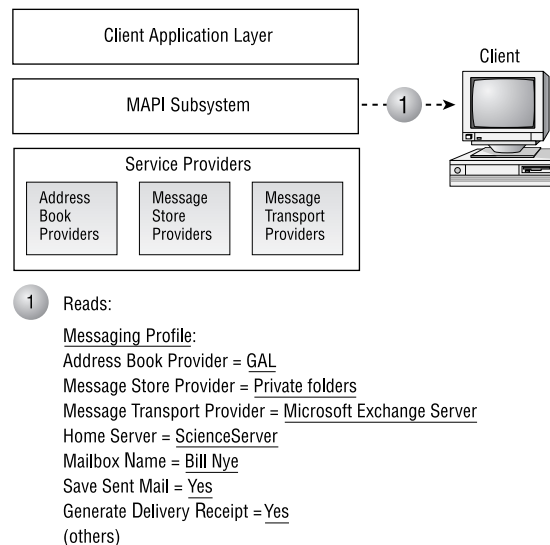 Client Application Layer
Client
MAPI Subsystem
1
Service Providers
Address
Book
Providers
Message
Store
Providers
Message
Transport
Providers
1 Reads:
Messaging Profile:
Address Book Provider = GAL
Message Store Provider = Private folders
Message Transport Provider = Microsoft Exchange Server
Home Server = ScienceServer
Mailbox Name = Bill Nye
Save Sent Mail = Yes
Generate Delivery Receipt = Yes
(others)